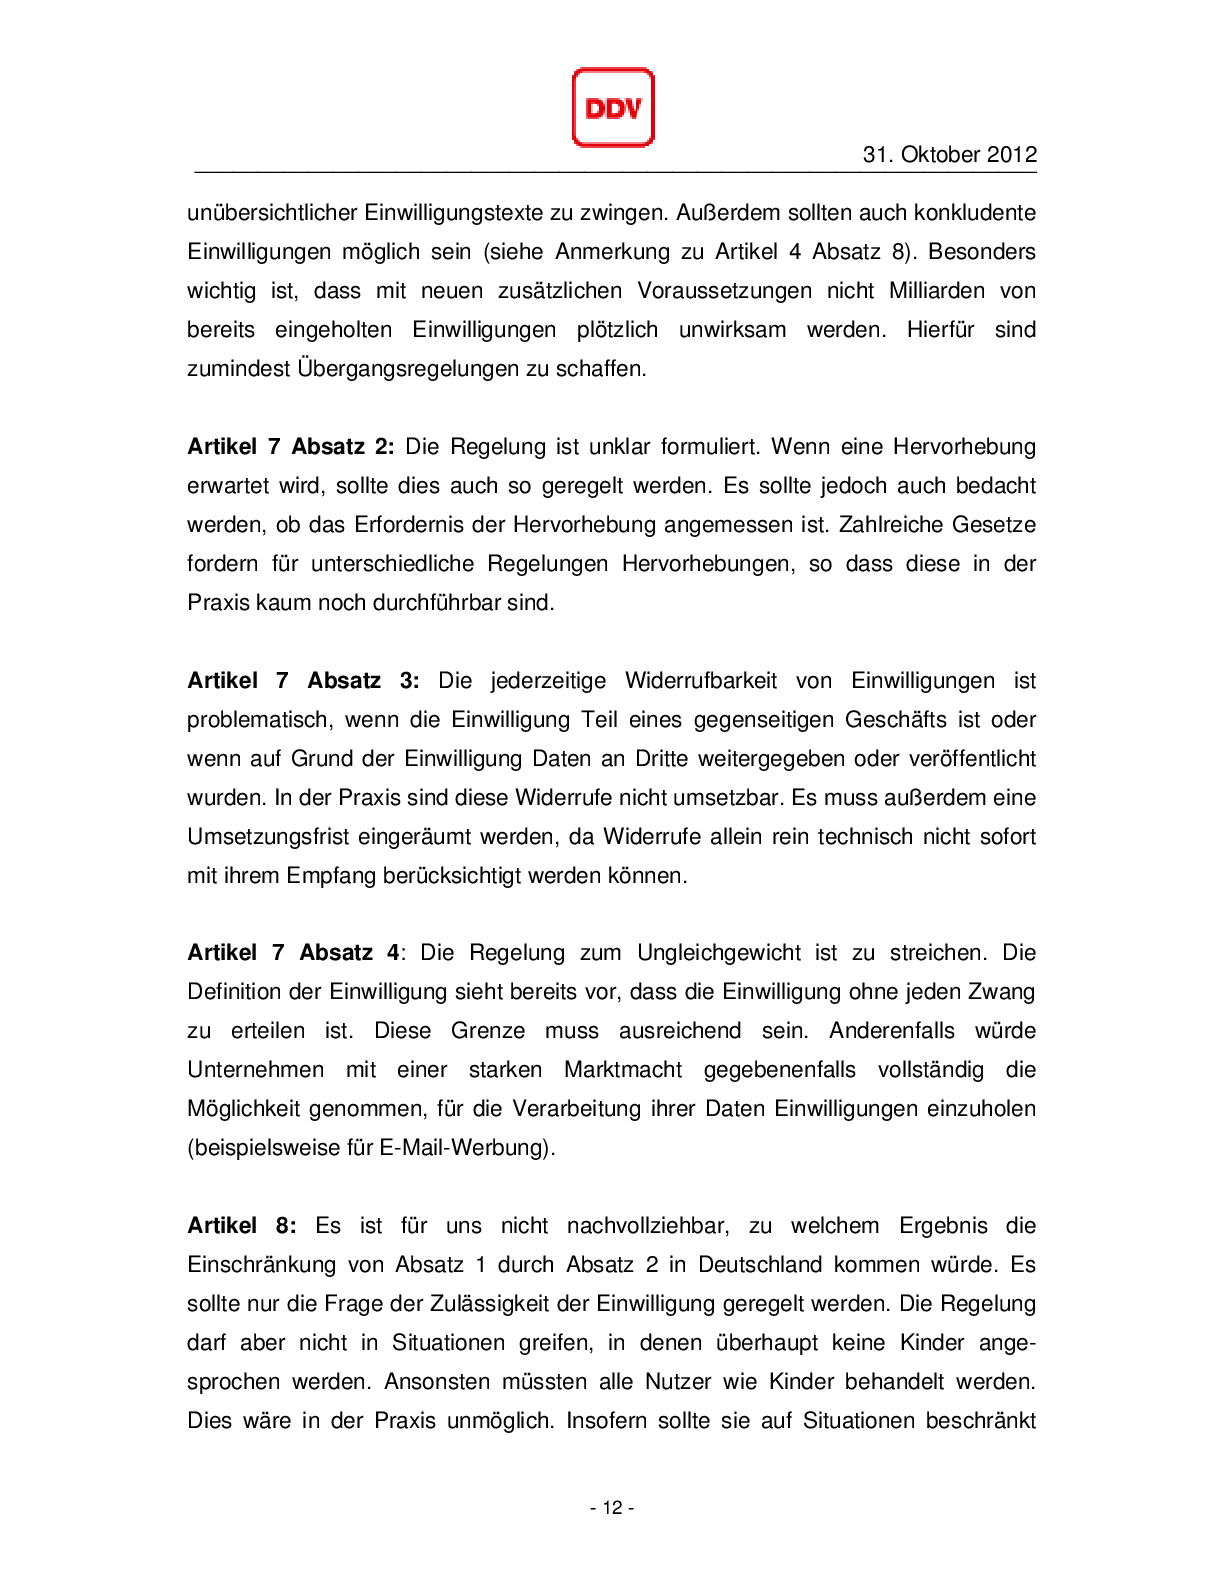 DDV
31. Oktober 2012
unübersichtlicher Einwilligungstexte zu zwingen. Außerdem sollten auch konkludente
Einwilligungen möglich sein (siehe Anmerkung zu Artikel 4 Absatz 8). Besonders
wichtig ist, dass mit neuen zusätzlichen Voraussetzungen nicht Milliarden von
bereits eingeholten Einwilligungen plötzlich unwirksam werden. Hierfür sind
zumindest Übergangsregelungen zu schaffen.
Artikel 7 Absatz 2: Die Regelung ist unklar formuliert. Wenn eine Hervorhebung
erwartet wird, sollte dies auch so geregelt werden. Es sollte jedoch auch bedacht
werden, ob das Erfordernis der Hervorhebung angemessen ist. Zahlreiche Gesetze
fordern für unterschiedliche Regelungen Hervorhebungen, so dass diese in der
Praxis kaum noch durchführbar sind.
Artikel 7 Absatz 3: Die jederzeitige Widerrufbarkeit von Einwilligungen ist
problematisch, wenn die Einwilligung Teil eines gegenseitigen Geschäfts ist oder
wenn auf Grund der Einwilligung Daten an Dritte weitergegeben oder veröffentlicht
wurden. In der Praxis sind diese Widerrufe nicht umsetzbar. Es muss außerdem eine
Umsetzungsfrist eingeräumt werden, da Widerrufe allein rein technisch nicht sofort
mit ihrem Empfang berücksichtigt werden können.
Artikel 7 Absatz 4: Die Regelung zum Ungleichgewicht ist zu streichen. Die
Definition der Einwilligung sieht bereits vor, dass die Einwilligung ohne jeden Zwang
zu erteilen ist. Diese Grenze muss ausreichend sein. Anderenfalls würde
Unternehmen mit einer starken Marktmacht gegebenenfalls vollständig die
Möglichkeit genommen, für die Verarbeitung ihrer Daten Einwilligungen einzuholen
(beispielsweise für E-Mail-Werbung).
Artikel 8: Es ist für uns nicht nachvollziehbar, zu welchem Ergebnis die
Einschränkung von Absatz 1 durch Absatz 2 in Deutschland kommen würde. Es
sollte nur die Frage der Zulässigkeit der Einwilligung geregelt werden. Die Regelung
darf aber nicht in Situationen greifen, in denen überhaupt keine Kinder ange-
sprochen werden. Ansonsten müssten alle Nutzer wie Kinder behandelt werden.
Dies wäre in der Praxis unmöglich. Insofern sollte sie auf Situationen beschränkt
- 12 -